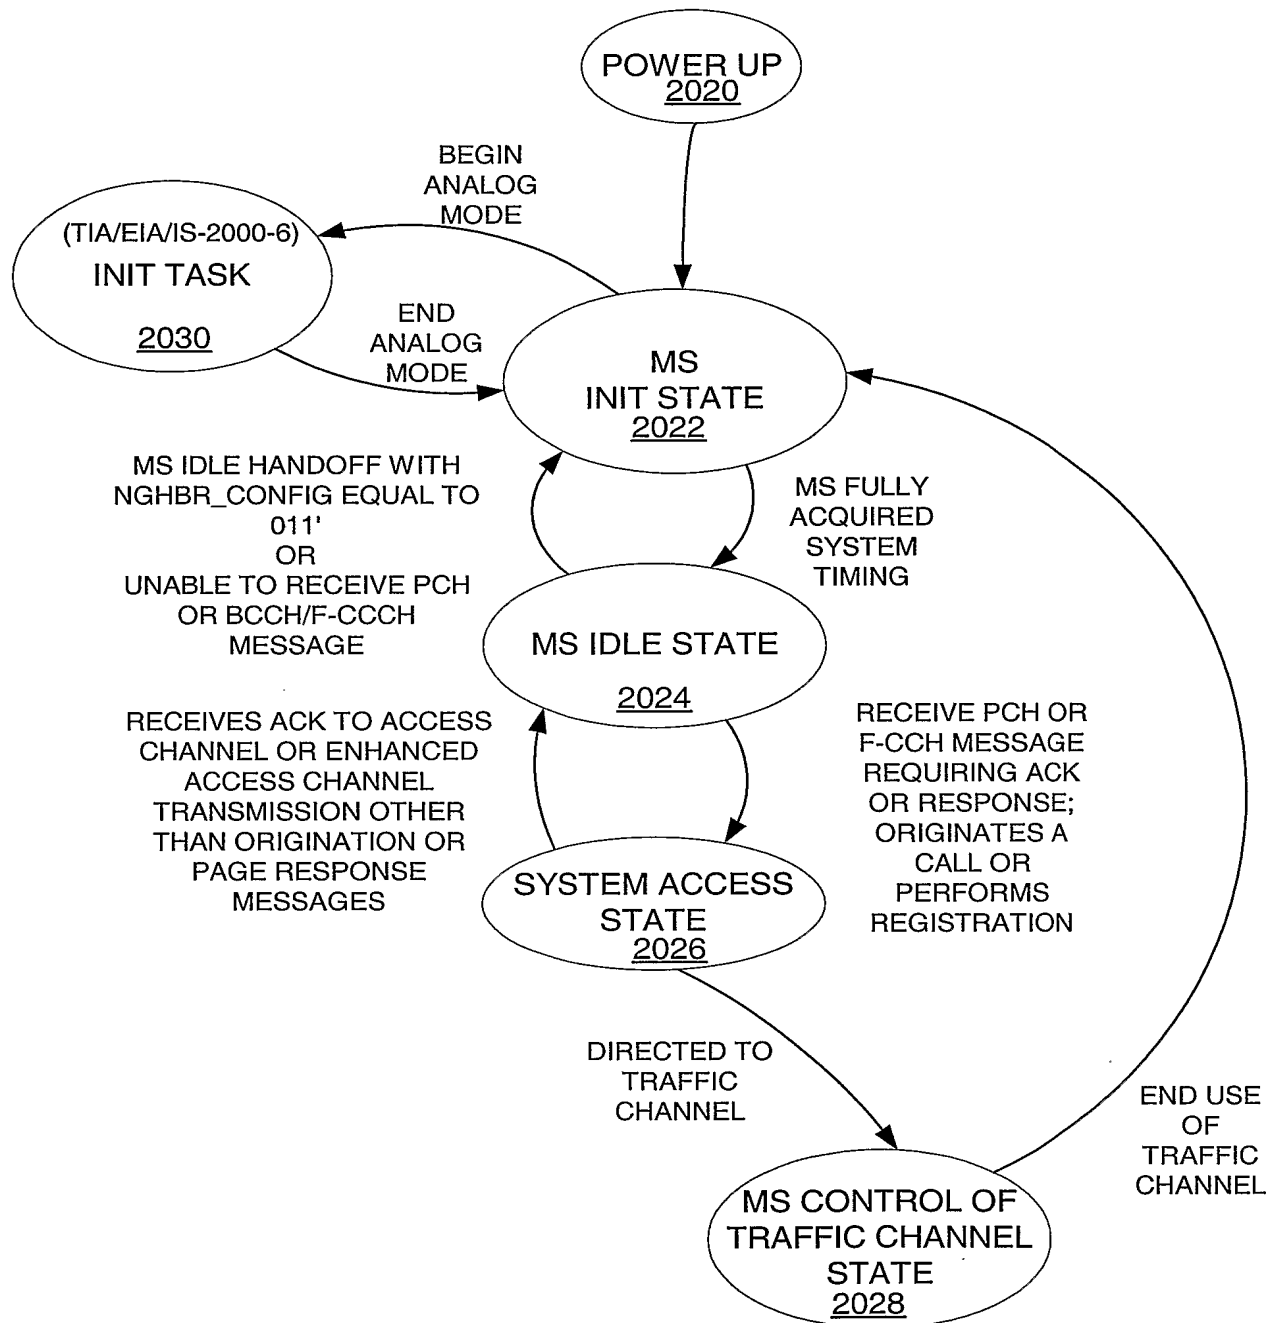 POWER UP
2020
BEGIN
ANALOG
MODE
(TIA/EIA/IS-2000-6)
INIT TASK
2030
END
ANALOG
MODE
MS
INIT STATE
2022
MS IDLE HANDOFF WITH
NGHBR_CONFIG EQUAL TO
011'
OR
UNABLE TO RECEIVE PCH
OR BCCH/F-CCCH
MESSAGE
MS FULLY
ACQUIRED
SYSTEM
TIMING
MS IDLE STATE
2024
RECEIVES ACK TO ACCESS
CHANNEL OR ENHANCED
ACCESS CHANNEL
TRANSMISSION OTHER
THAN ORIGINATION OR
PAGE RESPONSE
MESSAGES
RECEIVE PCH OR
F-CCH MESSAGE
REQUIRING ACK
OR RESPONSE;
ORIGINATES A
CALL OR
PERFORMS
REGISTRATION
SYSTEM ACCESS
STATE
2026
DIRECTED TO
TRAFFIC
CHANNEL
END USE
OF
TRAFFIC
CHANNEL
MS CONTROL OF
TRAFFIC CHANNEL
STATE
2028